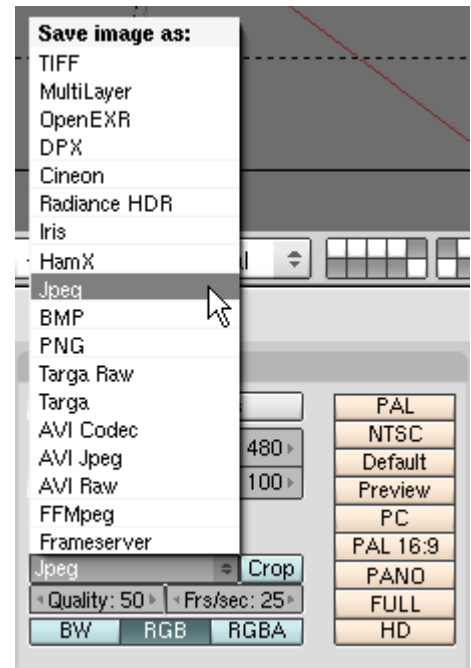 Save image as:
TIFF
MultiLayer
OpenEXR
DPX
Cineon
Radiance HDR
Iris
HamX
Jpeg
BMP
PNG
Targa Raw
Targa
AVI Codec
AVI Jpeg
AVI Raw
FFMpeg
Frameserver
480
100
Jpeg
Crop
Quality: 50
Frs/sec: 25
BW
RGB
RGBA
PAL
NTSC
Default
Preview
PC
PAL 16:9
PANO
FULL
HD